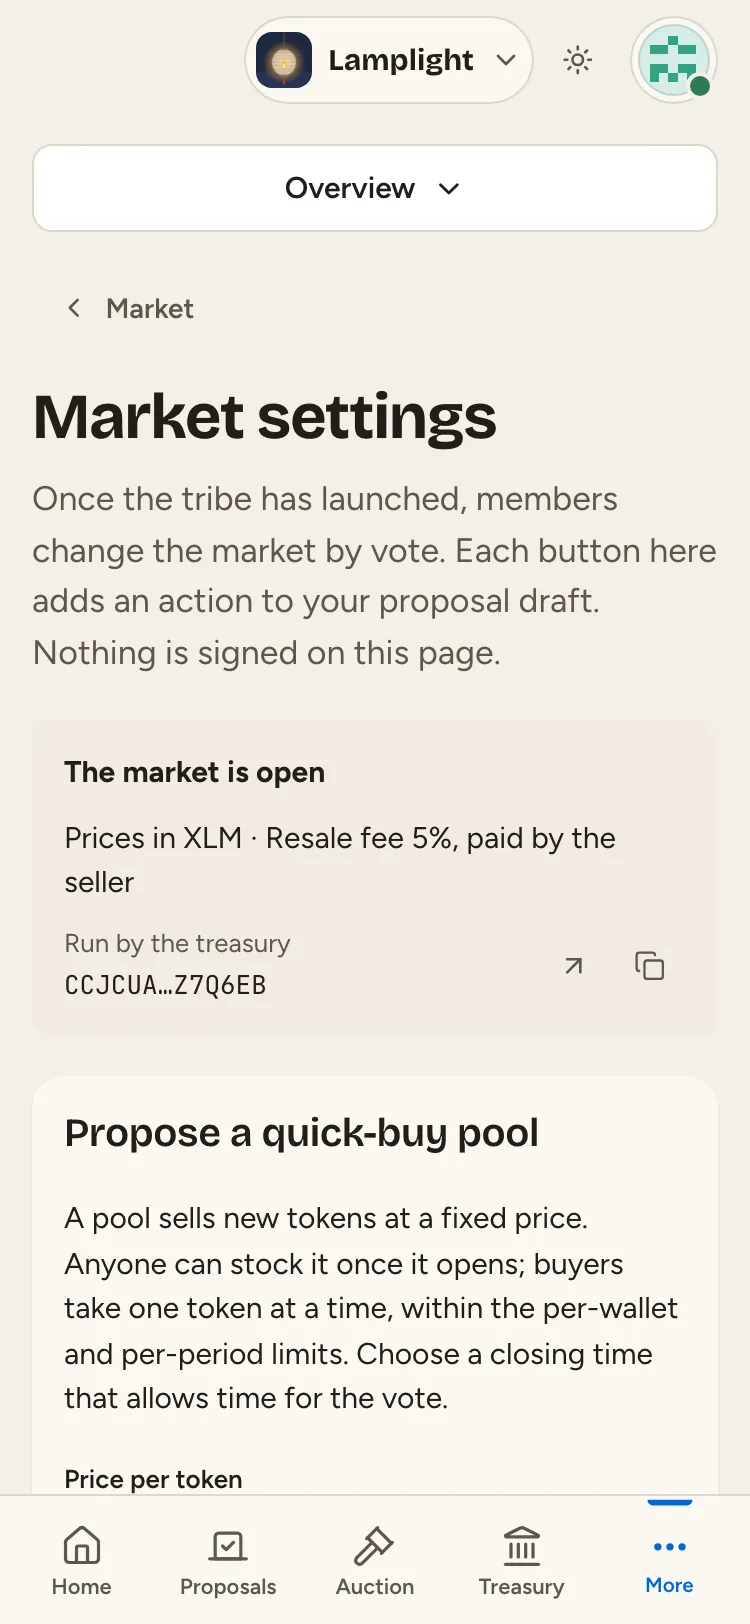 Lamplight
Overview
Market
Market settings
Once the tribe has launched, members
change the market by vote. Each button here
adds an action to your proposal draft.
Nothing is signed on this page.
The market is open
Prices in XLM · Resale fee 5%, paid by the
seller
Run by the treasury
CCJCUA…Z7Q6EB
Propose a quick-buy pool
A pool sells new tokens at a fixed price.
Anyone can stock it once it opens; buyers
take one token at a time, within the per-wallet
and per-period limits. Choose a closing time
that allows time for the vote.
Price per token
Home
Proposals
Auction
Treasury
More